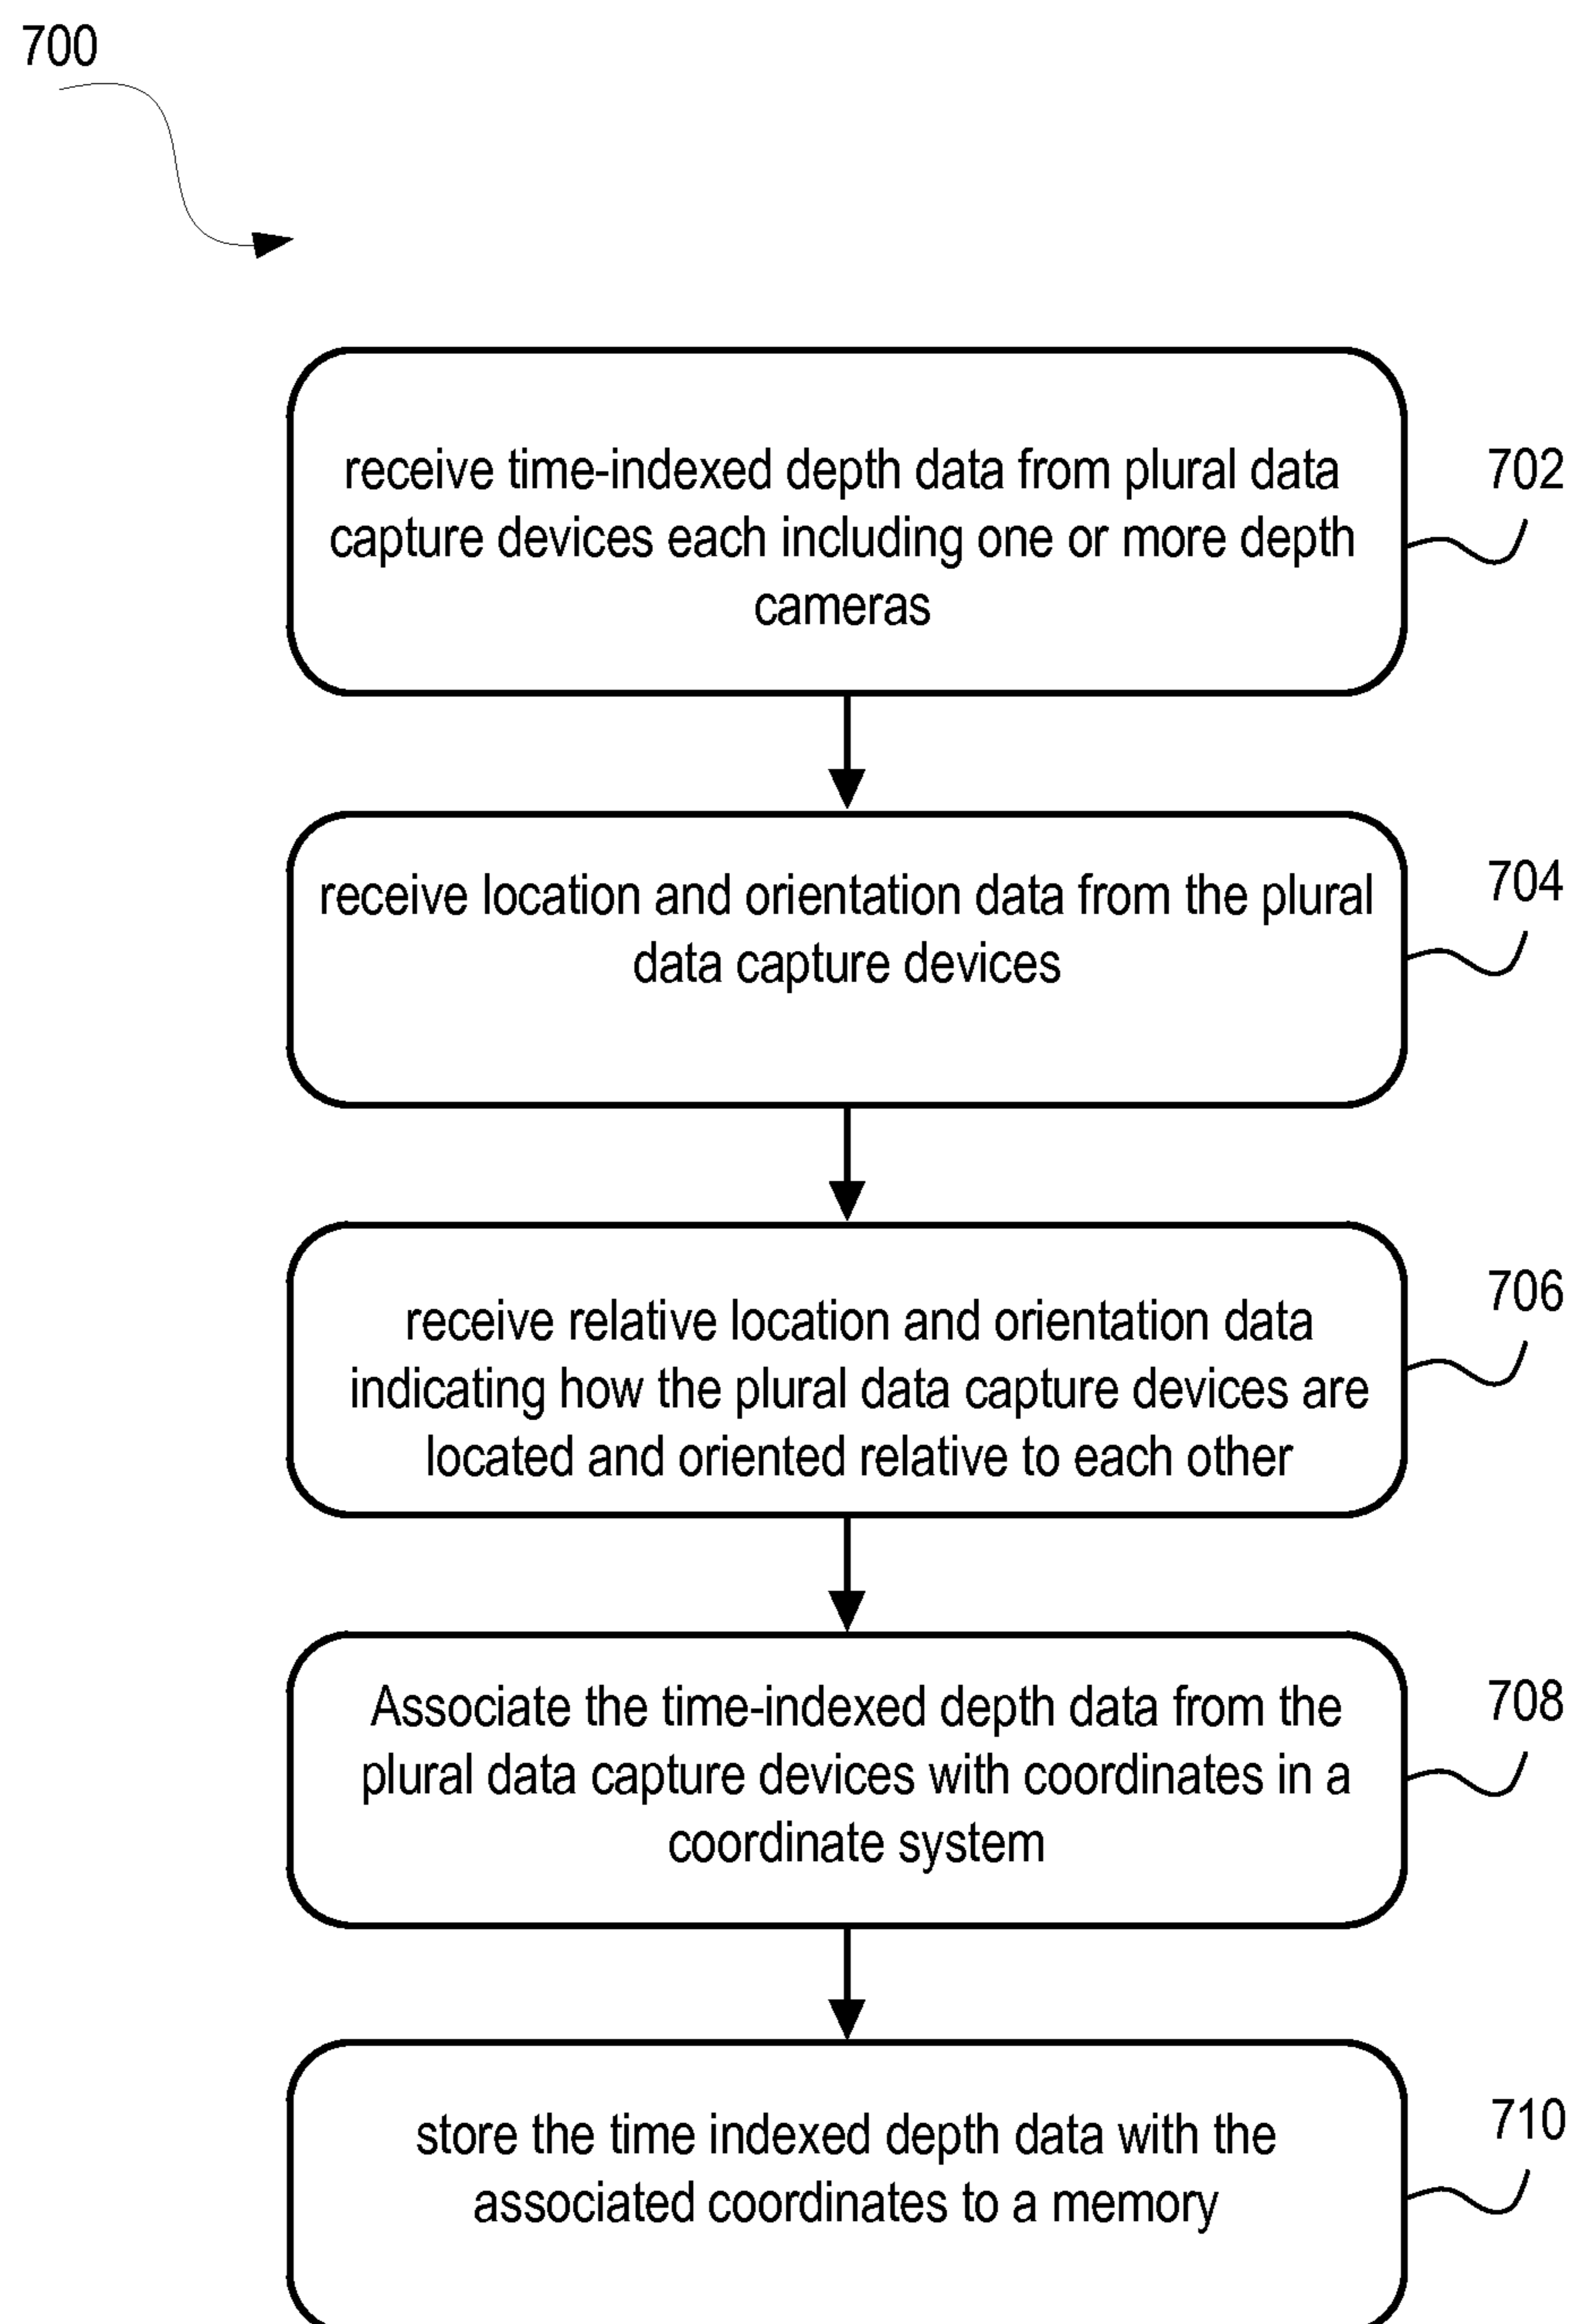 700
receive time-indexed depth data from plural data
capture devices each including one or more depth
cameras
702
receive location and orientation data from the plural
data capture devices
704
receive relative location and orientation data
indicating how the plural data capture devices are
located and oriented relative to each other
706
Associate the time-indexed depth data from the
plural data capture devices with coordinates in a
coordinate system
708
store the time indexed depth data with the
associated coordinates to a memory
710